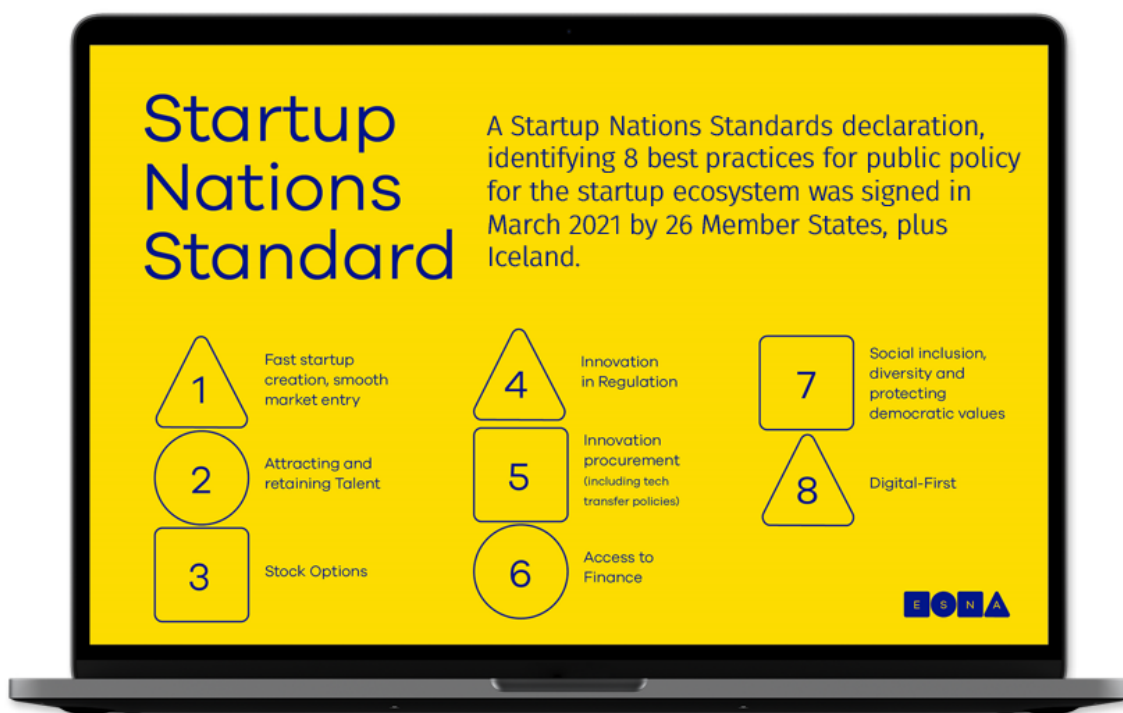 Startup
Nations
Standard
A Startup Nations Standards declaration,
identifying 8 best practices for public policy
for the startup ecosystem was signed in
March 2021 by 26 Member States, plus
Iceland.
1
Fast startup
creation, smooth
market entry
2
Attracting and
retaining Talent
3
Stock Options
4
Innovation
in Regulation
5
Innovation
procurement
(including tech
transfer policies)
6
Access to
Finance
7
Social inclusion,
diversity and
protecting
democratic values
8
Digital-First
E S N A